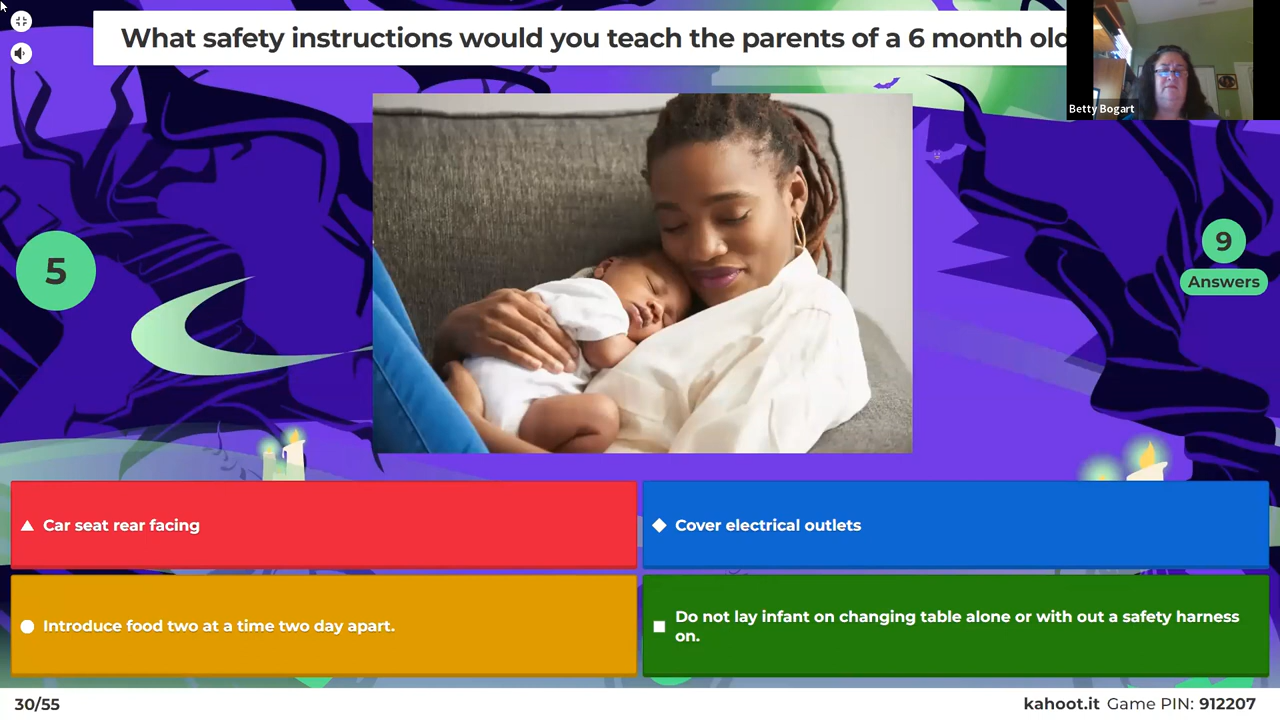 What safety instructions would you teach the parents of a 6 month old
Betty Bogart
5
9
Answers
Car seat rear facing
Cover electrical outlets
Introduce food two at a time two day apart.
Do not lay infant on changing table alone or with out a safety harness
on.
30/55
kahoot.it Game PIN: 912207